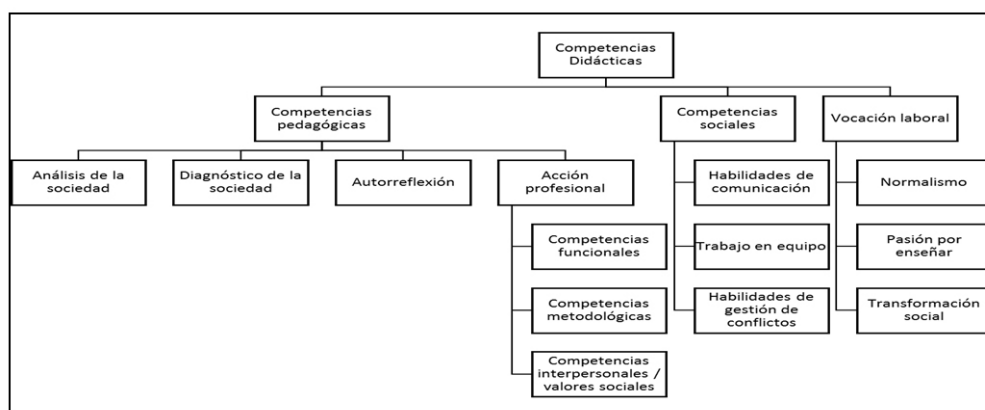 Competencias
Didácticas
Competencias
pedagógicas
Competencias
sociales
Vocación laboral
Análisis de la
sociedad
Diagnóstico de la
sociedad
Autorreflexión
Acción
profesional
Habilidades de
comunicación
Normalismo
Competencias
funcionales
Trabajo en equipo
Pasión por
enseñar
Competencias
metodológicas
Habilidades de
gestión de
conflictos
Transformación
social
Competencias
interpersonales /
valores sociales